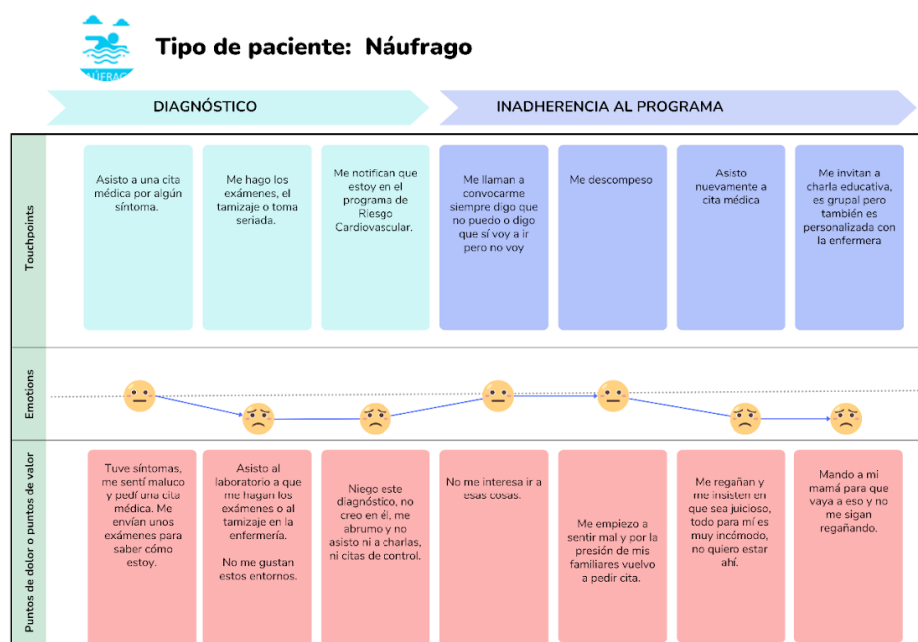 NÁUFRAGO
Tipo de paciente: Náufrago
DIAGNÓSTICO
INADHERENCIA AL PROGRAMA
Touchpoints
Asisto a una cita
médica por algún
síntoma.
Me hago los
exámenes, el
tamizaje o toma
seriada.
Me notifican que
estoy en el
programa de
Riesgo
Cardiovascular.
Me llaman a
convocarme
siempre digo que
no puedo o digo
que sí voy a ir
pero no voy
Me descompeso
Asisto
nuevamente a
cita médica
Me invitan a
charla educativa,
es grupal pero
también es
personalizada con
la enfermera
Emotions
Puntos de dolor o puntos de valor
Tuve síntomas,
me sentí maluco
y pedí una cita
médica. Me
envían unos
exámenes para
saber cómo
estoy.
Asisto al
laboratorio a que
me hagan los
exámenes o al
tamizaje en la
enfermería.
No me gustan
estos entornos.
Niego este
diagnóstico, no
creo en él, me
abrumo y no
asisto ni a charlas,
ni citas de control.
No me interesa ir a
esas cosas.
Me empiezo a
sentir mal y por la
presión de mis
familiares vuelvo
a pedir cita.
Me regañan y
me insisten en
que sea juicioso,
todo para mí es
muy incómodo,
no quiero estar
ahí.
Mando a mi
mamá para que
vaya a eso y no
me sigan
regañando.